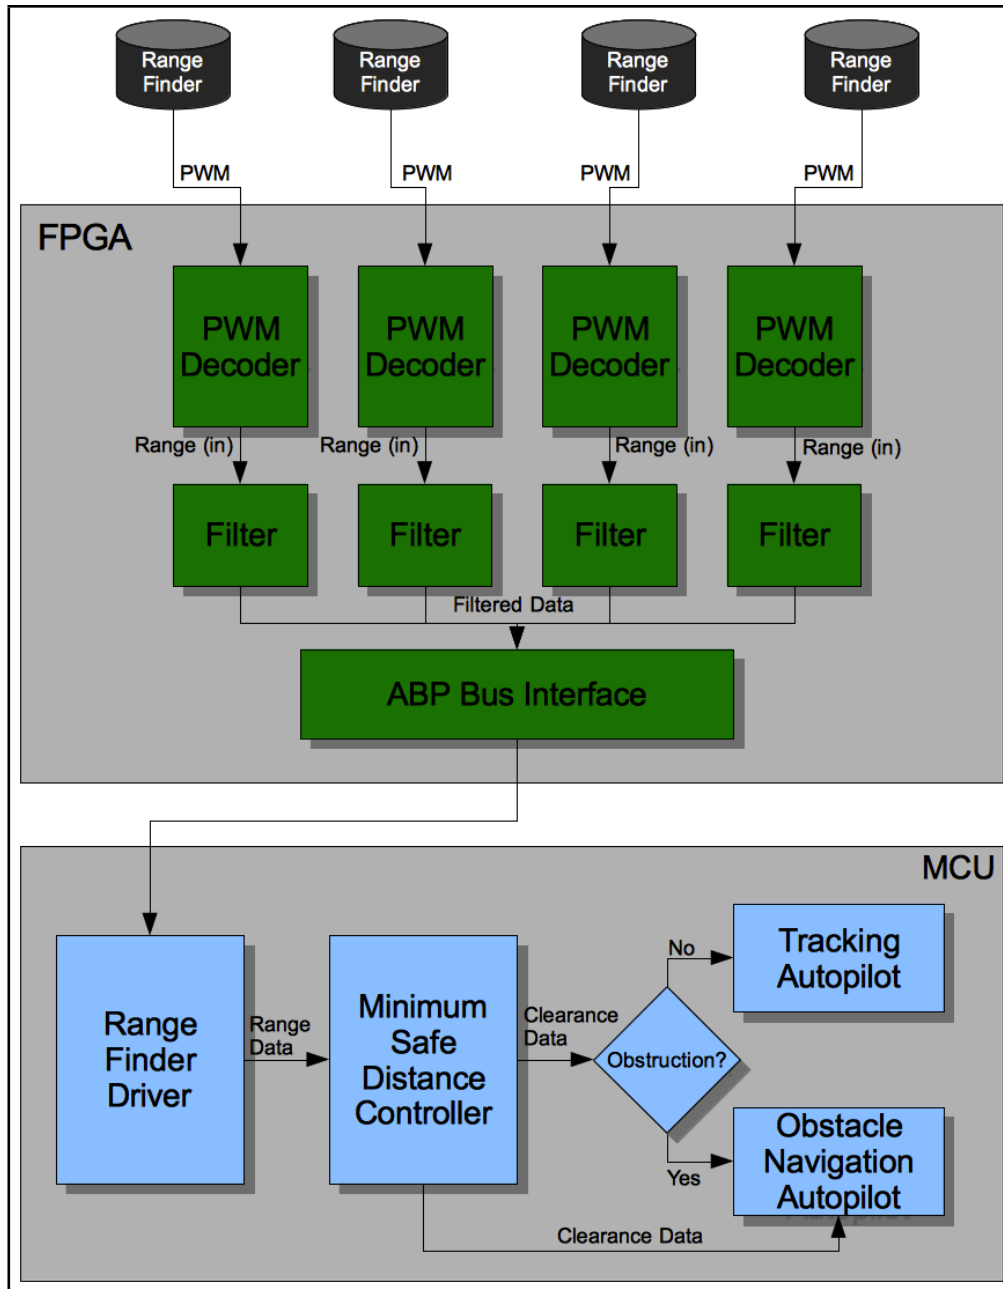 Range
Finder
Range
Finder
Range
Finder
Range
Finder
PWM
PWM
PWM
PWM
FPGA
PWM
Decoder
PWM
Decoder
PWM
Decoder
PWM
Decoder
Range (in)
Range (in)
Range (in)
Range (in)
Filter
Filter
Filter
Filter
Filtered Data
ABP Bus Interface
MCU
Range
Finder
Driver
Range
Data
Minimum
Safe
Distance
Controller
Clearance
Data
Obstruction?
No
Tracking
Autopilot
Yes
Obstacle
Navigation
Autopilot
Clearance Data